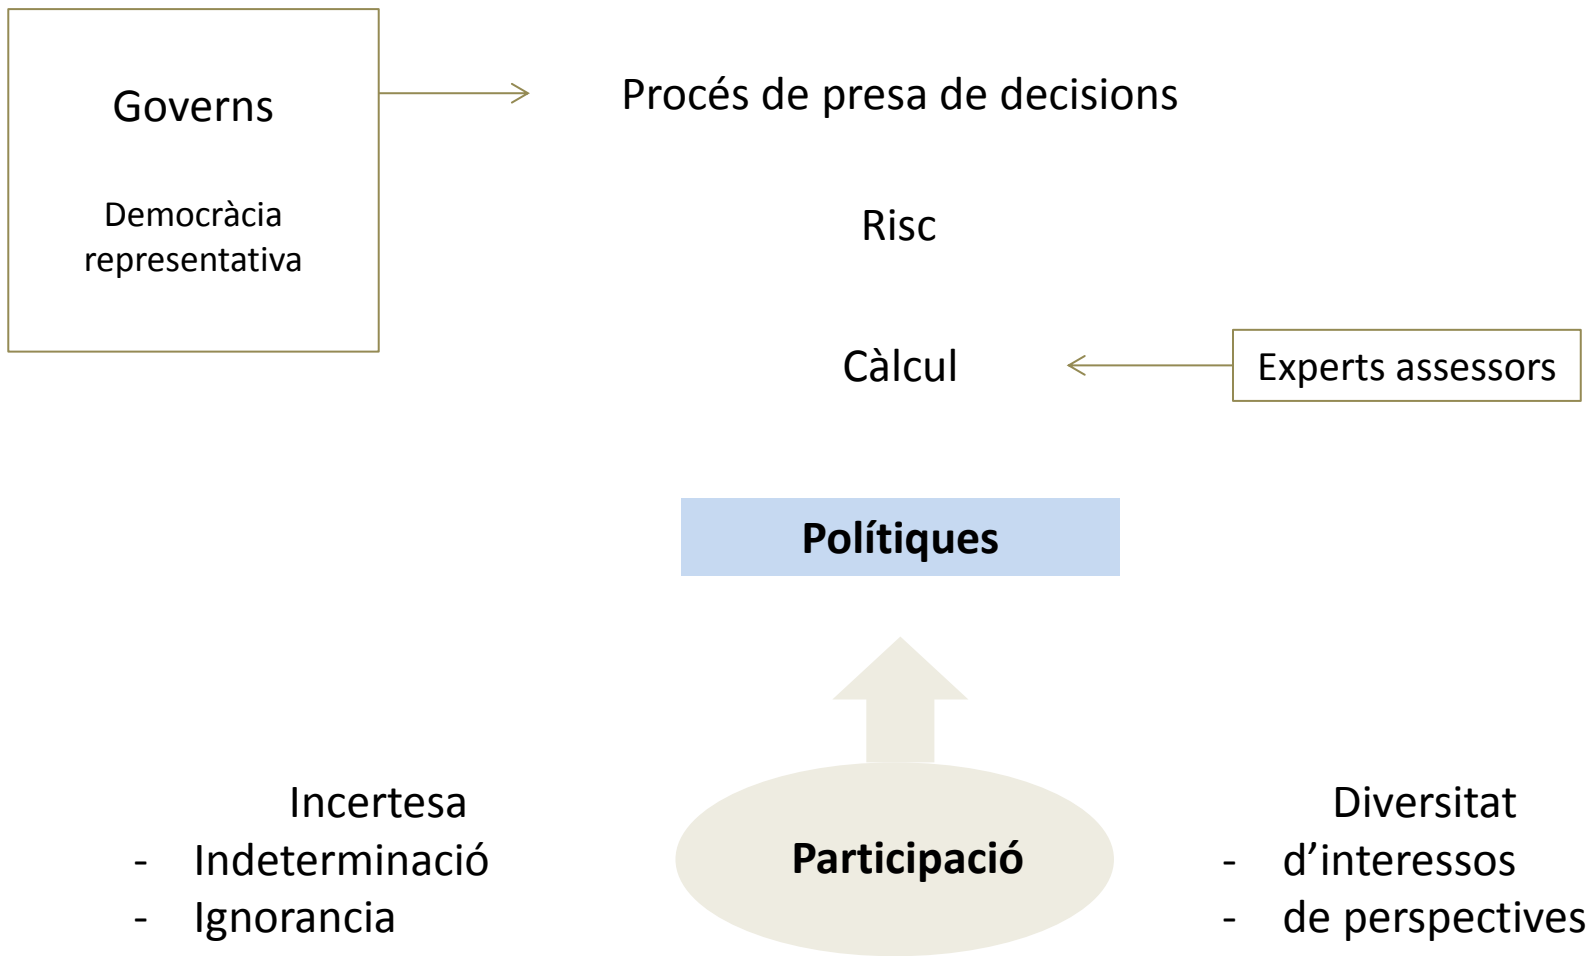 Governs
Democràcia
representativa
Procés de presa de decisions
Risc
Càlcul
Experts assessors
Polítiques
Incertesa
- Indeterminació
- Ignorancia
Participació
Diversitat
- d’interessos
- de perspectives